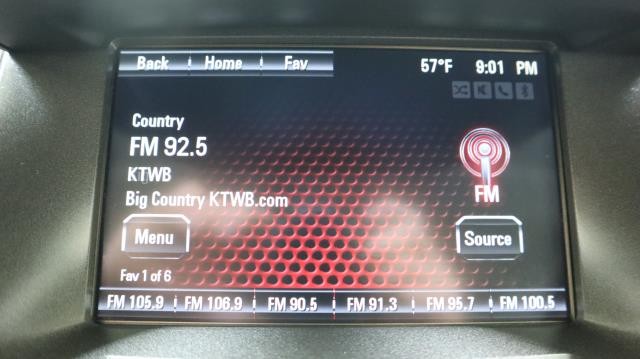 Back Home Fav 57°F 9:01 PM
Country
FM 92.5
KTWB
Big Country KTWB.com
FM
Menu Source
Fav 1 of 6
FM 105.9 FM 106.9 FM 90.5 FM 91.3 FM 95.7 FM 100.5